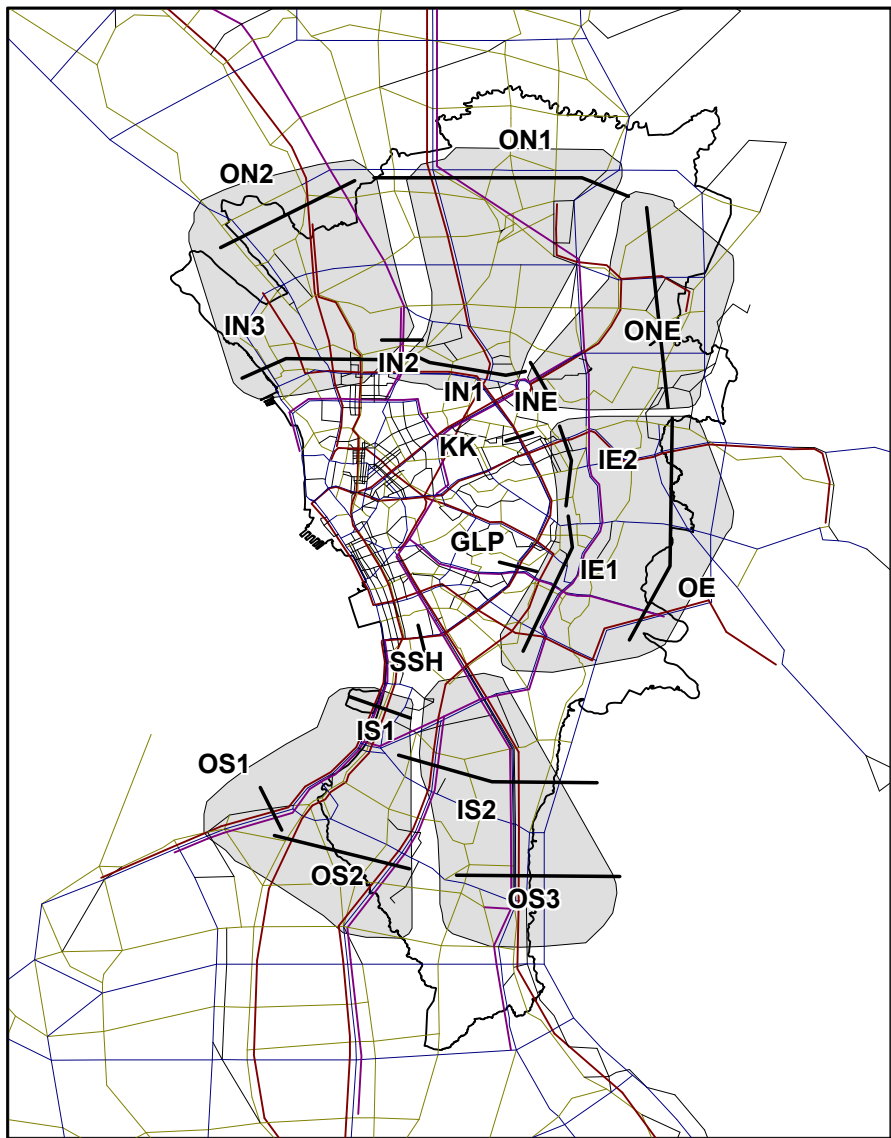 ON1
ON2
IN3
ONE
IN2
IN1
INE
KK
IE2
GLP
IE1
OE
SSH
IS1
OS1
IS2
OS2
OS3